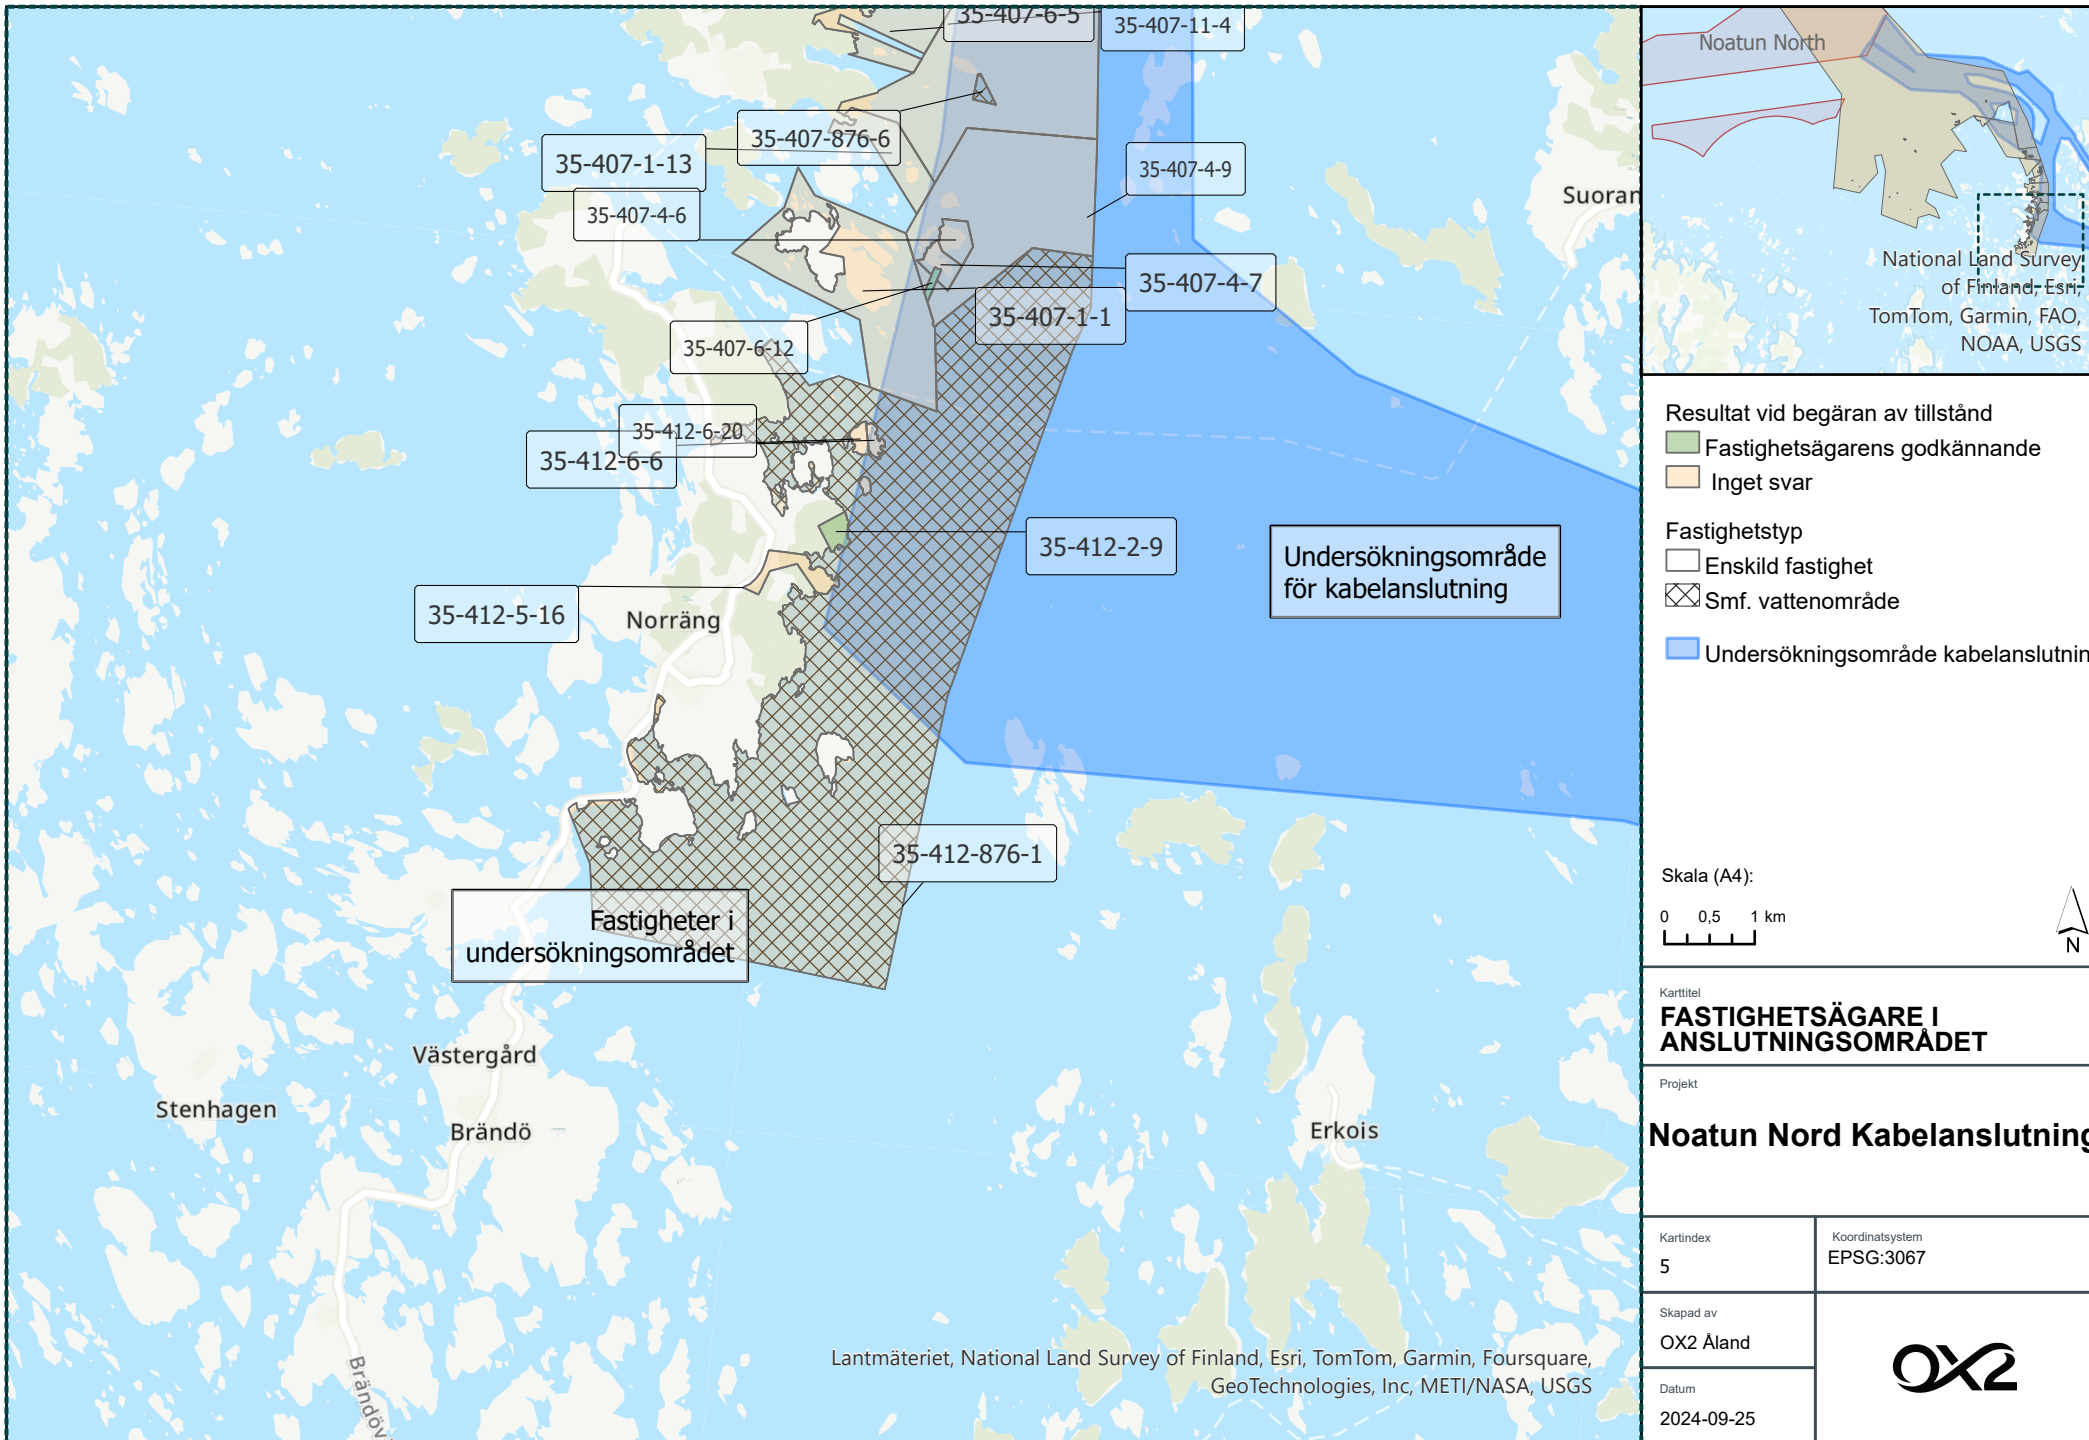 35-407-6-5
35-407-11-4
35-407-876-6
35-407-1-13
35-407-4-9
35-407-4-6
Suoran
35-407-4-7
35-407-1-1
35-407-6-12
35-412-6-20
35-412-6-6
35-412-2-9
Undersökningsområde
för kabelanslutning
35-412-5-16
Norräng
35-412-876-1
Fastigheter i
undersökningsområdet
Västergård
Stenhagen
Brändö
Erkois
Brändöv
Lantmäteriet, National Land Survey of Finland, Esri, TomTom, Garmin, Foursquare,
GeoTechnologies, Inc, METI/NASA, USGS
Noatun North
National Land Survey
of Finland, Esri,
TomTom, Garmin, FAO,
NOAA, USGS
Resultat vid begäran av tillstånd
Fastighetsägarens godkännande
Inget svar
Fastighetstyp
Enskild fastighet
Smf. vattenområde
Undersökningsområde kabelanslutnin
Skala (A4):
0 0,5 1 km
N
Karttitel
FASTIGHETSÄGARE I
ANSLUTNINGSOMRÅDET
Projekt
Noatun Nord Kabelanslutning
Kartindex
5
Koordinatsystem
EPSG:3067
Skapad av
OX2 Åland
Datum
2024-09-25
OX2